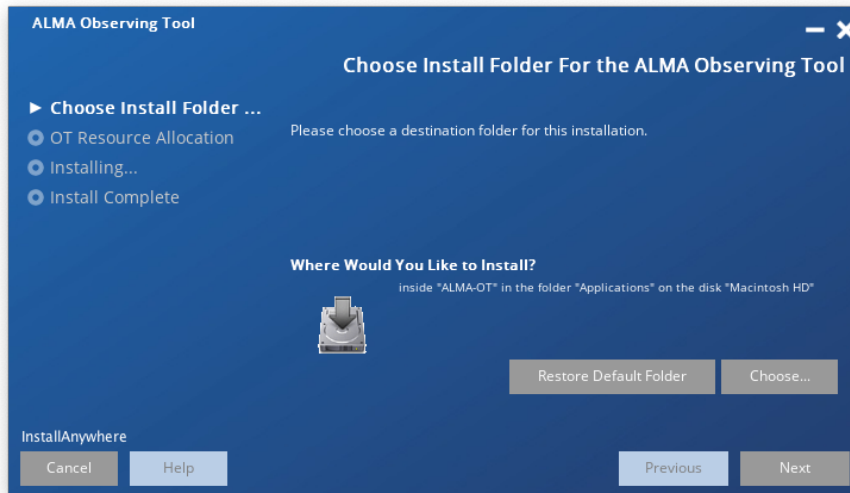 ALMA Observing Tool
Choose Install Folder For the ALMA Observing Tool
Choose Install Folder ...
OT Resource Allocation
Installing...
Install Complete
Please choose a destination folder for this installation.
Where Would You Like to Install?
inside "ALMA-OT" in the folder "Applications" on the disk "Macintosh HD"
Restore Default Folder
Choose...
InstallAnywhere
Cancel
Help
Previous
Next